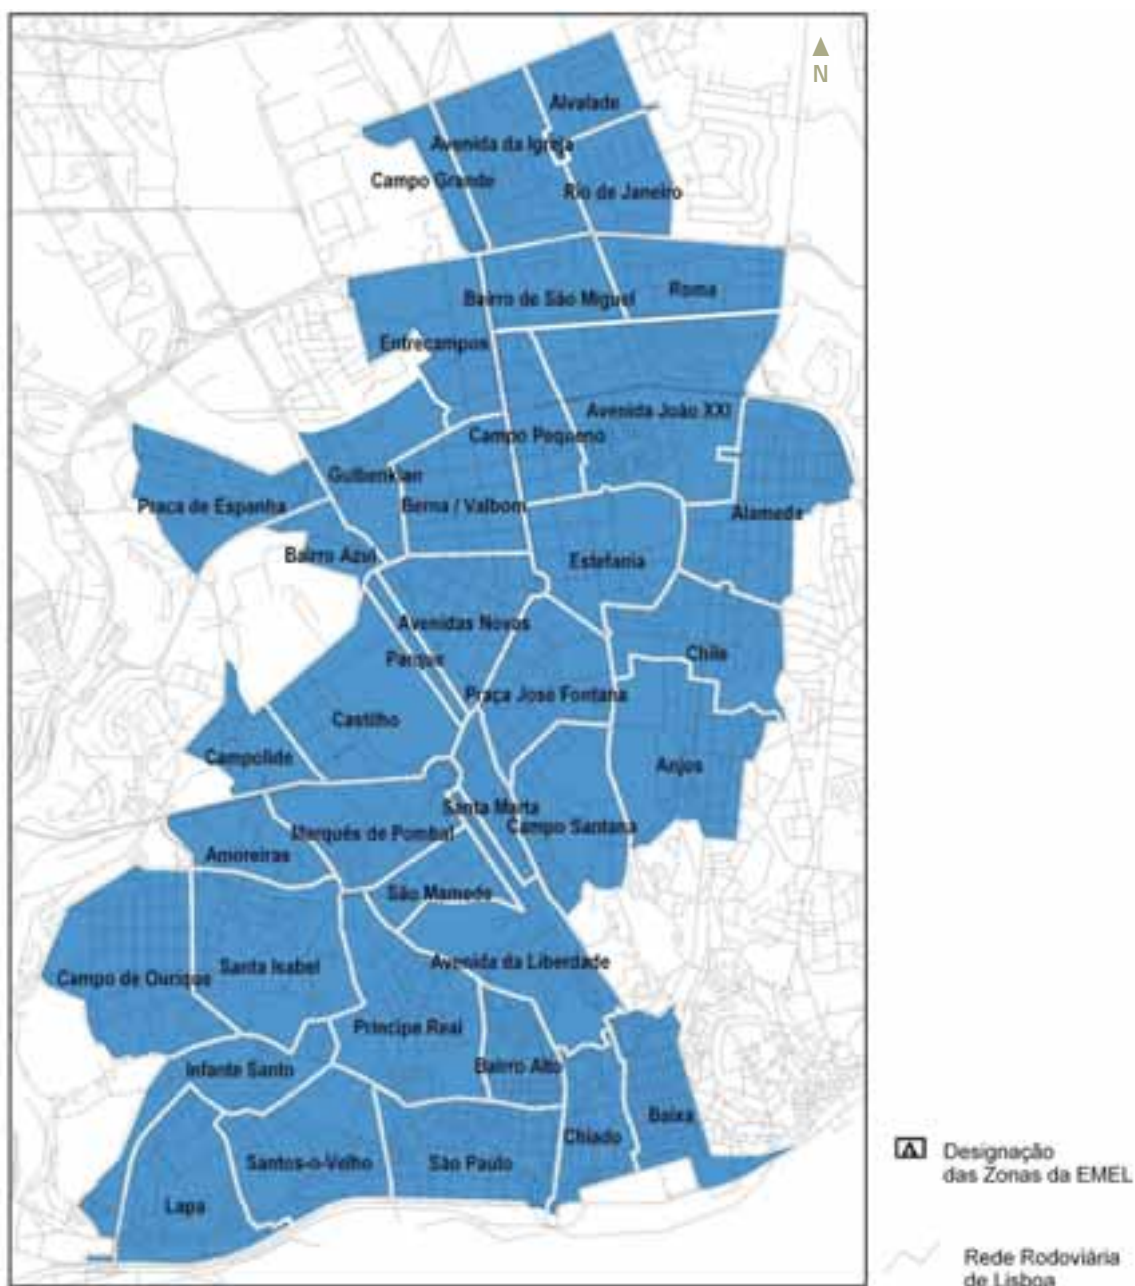 N
Alvalade
Avenida da Igreja
Campo Grande
Rio de Janeiro
Roma
Bairro de São Miguel
Entrecampos
Avenida João XXI
Campo Pequeno
Gulbenkian
Praça de Espanha
Berna / Valbom
Alameda
Bairro Azul
Estefania
Avenidas Novas
Parque
Chile
Praça José Fontana
Castilho
Campolide
Anjos
Santa Marta
Campo Santana
Marquês de Pombal
Amoreiras
São Mamede
Avenida da Liberdade
Santa Isabel
Campo de Ourique
Principe Real
Bairro Alto
Infante Santo
Baixa
Chiado
Santos-o-Velho
São Paulo
Lapa
A Designação
das Zonas da EMEL
Rede Rodoviária
de Lisboa